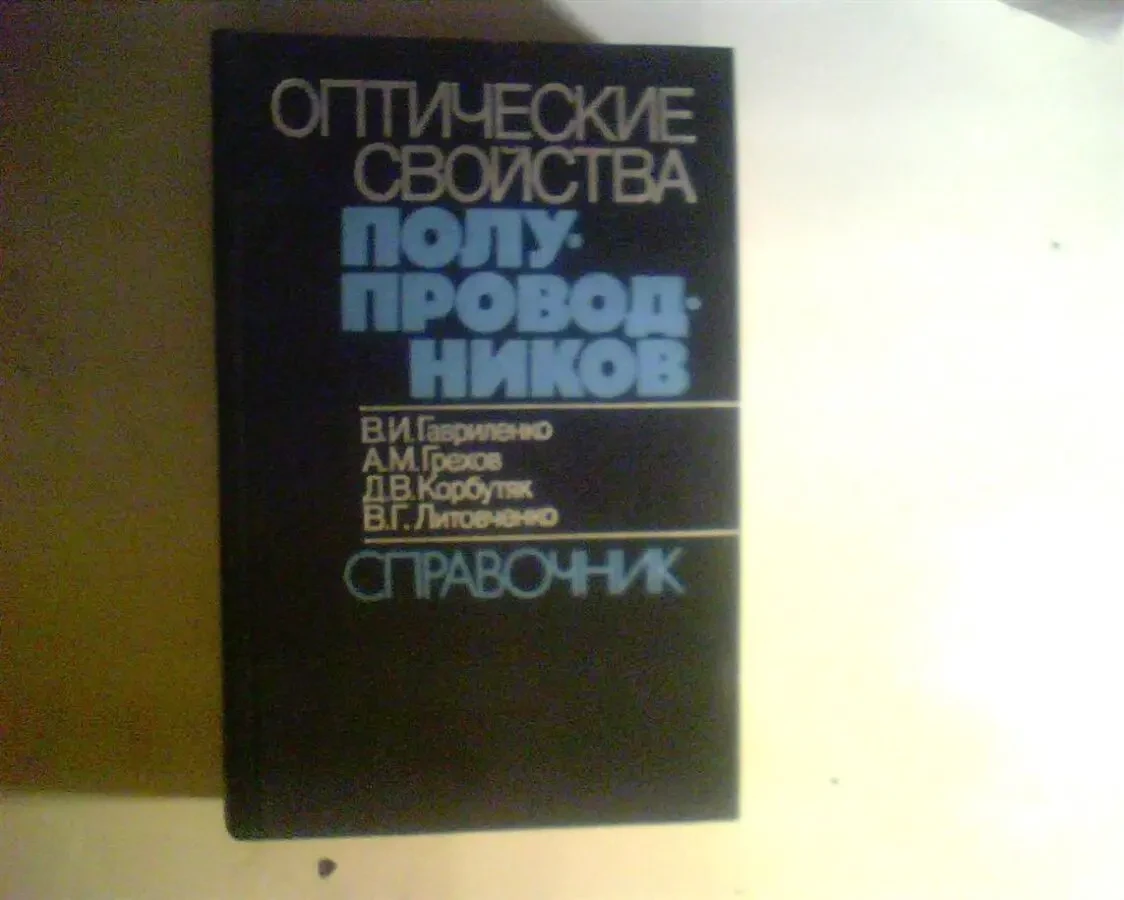 ОПТИЧЕСКИЕ
СВОЙСТВА
ПОЛУ-
ПРОВОД-
НИКОВ
В.И.Гавриленко
А.М.Грехов
Д.В.Корбутяк
В.Г.Литовченко
СПРАВОЧНИК